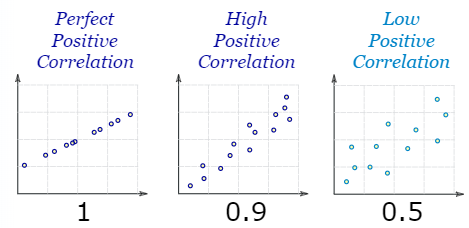 Perfect
Positive
Correlation
High
Positive
Correlation
Low
Positive
Correlation
1
0.9
0.5